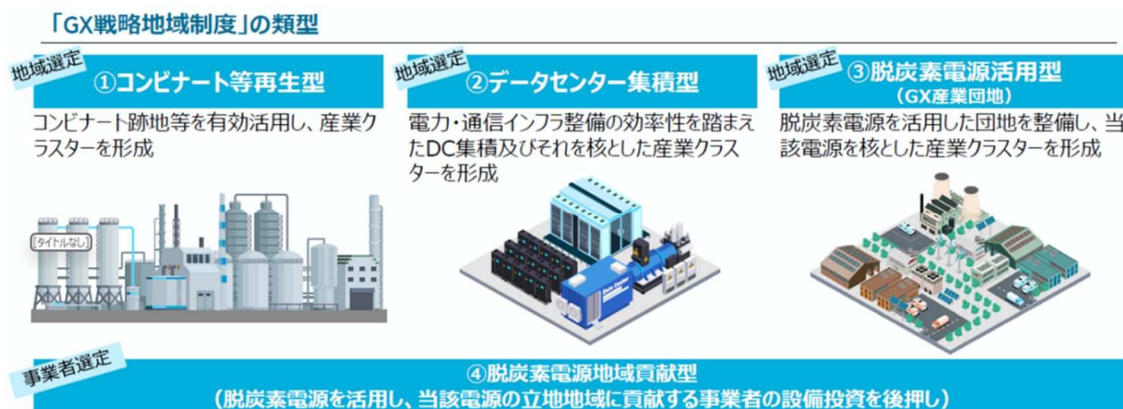 「GX戦略地域制度」の類型
地域選定
①コンビナート等再生型
コンビナート跡地等を有効活用し、産業ク
ラスターを形成
[タイトルなし]
地域選定
②データセンター集積型
電力・通信インフラ整備の効率性を踏まえ
たDC集積及びそれを核とした産業クラス
ターを形成
地域選定
③脱炭素電源活用型
（GX産業団地）
脱炭素電源を活用した団地を整備し、当
該電源を核とした産業クラスターを形成
事業者選定
④脱炭素電源地域貢献型
（脱炭素電源を活用し、当該電源の立地地域に貢献する事業者の設備投資を後押し）